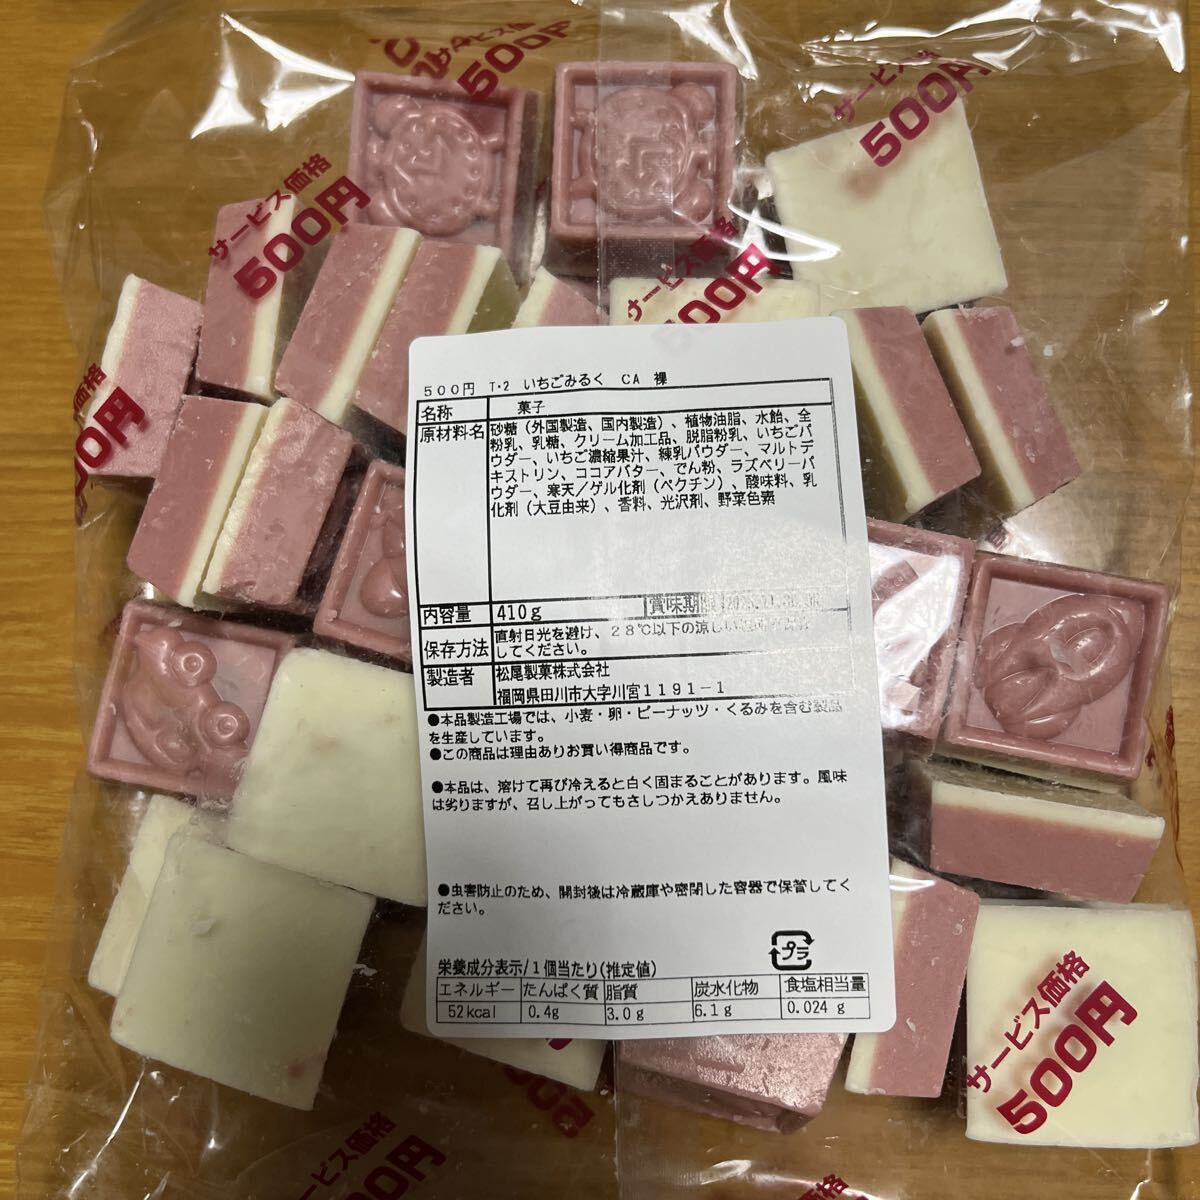 サービス価格
500円
サービス価格
500円
サービス価格
500円
500円 T・2 いちごみるく CA 裸
名称 菓子
原材料名 砂糖（外国製造、国内製造）、植物油脂、水飴、全
粉乳、乳糖、クリーム加工品、脱脂粉乳、いちごパ
ウダー、いちご濃縮果汁、練乳パウダー、マルトデ
キストリン、ココアバター、でん粉、ラズベリーパ
ウダー、寒天／ゲル化剤（ペクチン）、酸味料、乳
化剤（大豆由来）、香料、光沢剤、野菜色素
内容量 410g 賞味期限
保存方法 直射日光を避け、28℃以下の涼しい
してください。
製造者 松尾製菓株式会社
福岡県田川市大字川宮1191-1
●本品製造工場では、小麦・卵・ピーナッツ・くるみを含む製品
を生産しています。
●この商品は理由ありお買い得商品です。
●本品は、溶けて再び冷えると白く固まることがあります。風味
は劣りますが、召し上がってもさしつかえありません。
●虫害防止のため、開封後は冷蔵庫や密閉した容器で保管してく
ださい。
プラ
栄養成分表示/1個当たり(推定値)
エネルギー たんぱく質 脂質 炭水化物 食塩相当量
52kcal 0.4g 3.0g 6.1g 0.024g
サービス価格
500円
サービス価格
500円